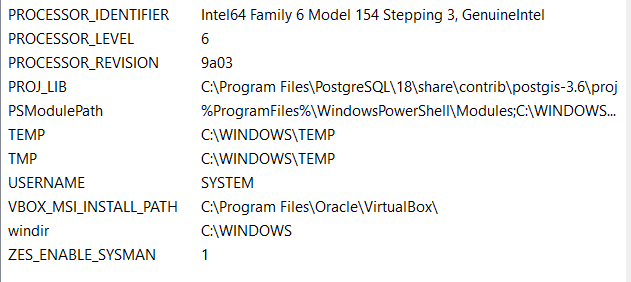 PROCESSOR_IDENTIFIER Intel64 Family 6 Model 154 Stepping 3, GenuineIntel
PROCESSOR_LEVEL 6
PROCESSOR_REVISION 9a03
PROJ_LIB C:\Program Files\PostgreSQL\18\share\contrib\postgis-3.6\proj
PSModulePath %ProgramFiles%\WindowsPowerShell\Modules;C:\WINDOWS...
TEMP C:\WINDOWS\TEMP
TMP C:\WINDOWS\TEMP
USERNAME SYSTEM
VBOX_MSI_INSTALL_PATH C:\Program Files\Oracle\VirtualBox\
windir C:\WINDOWS
ZES_ENABLE_SYSMAN 1